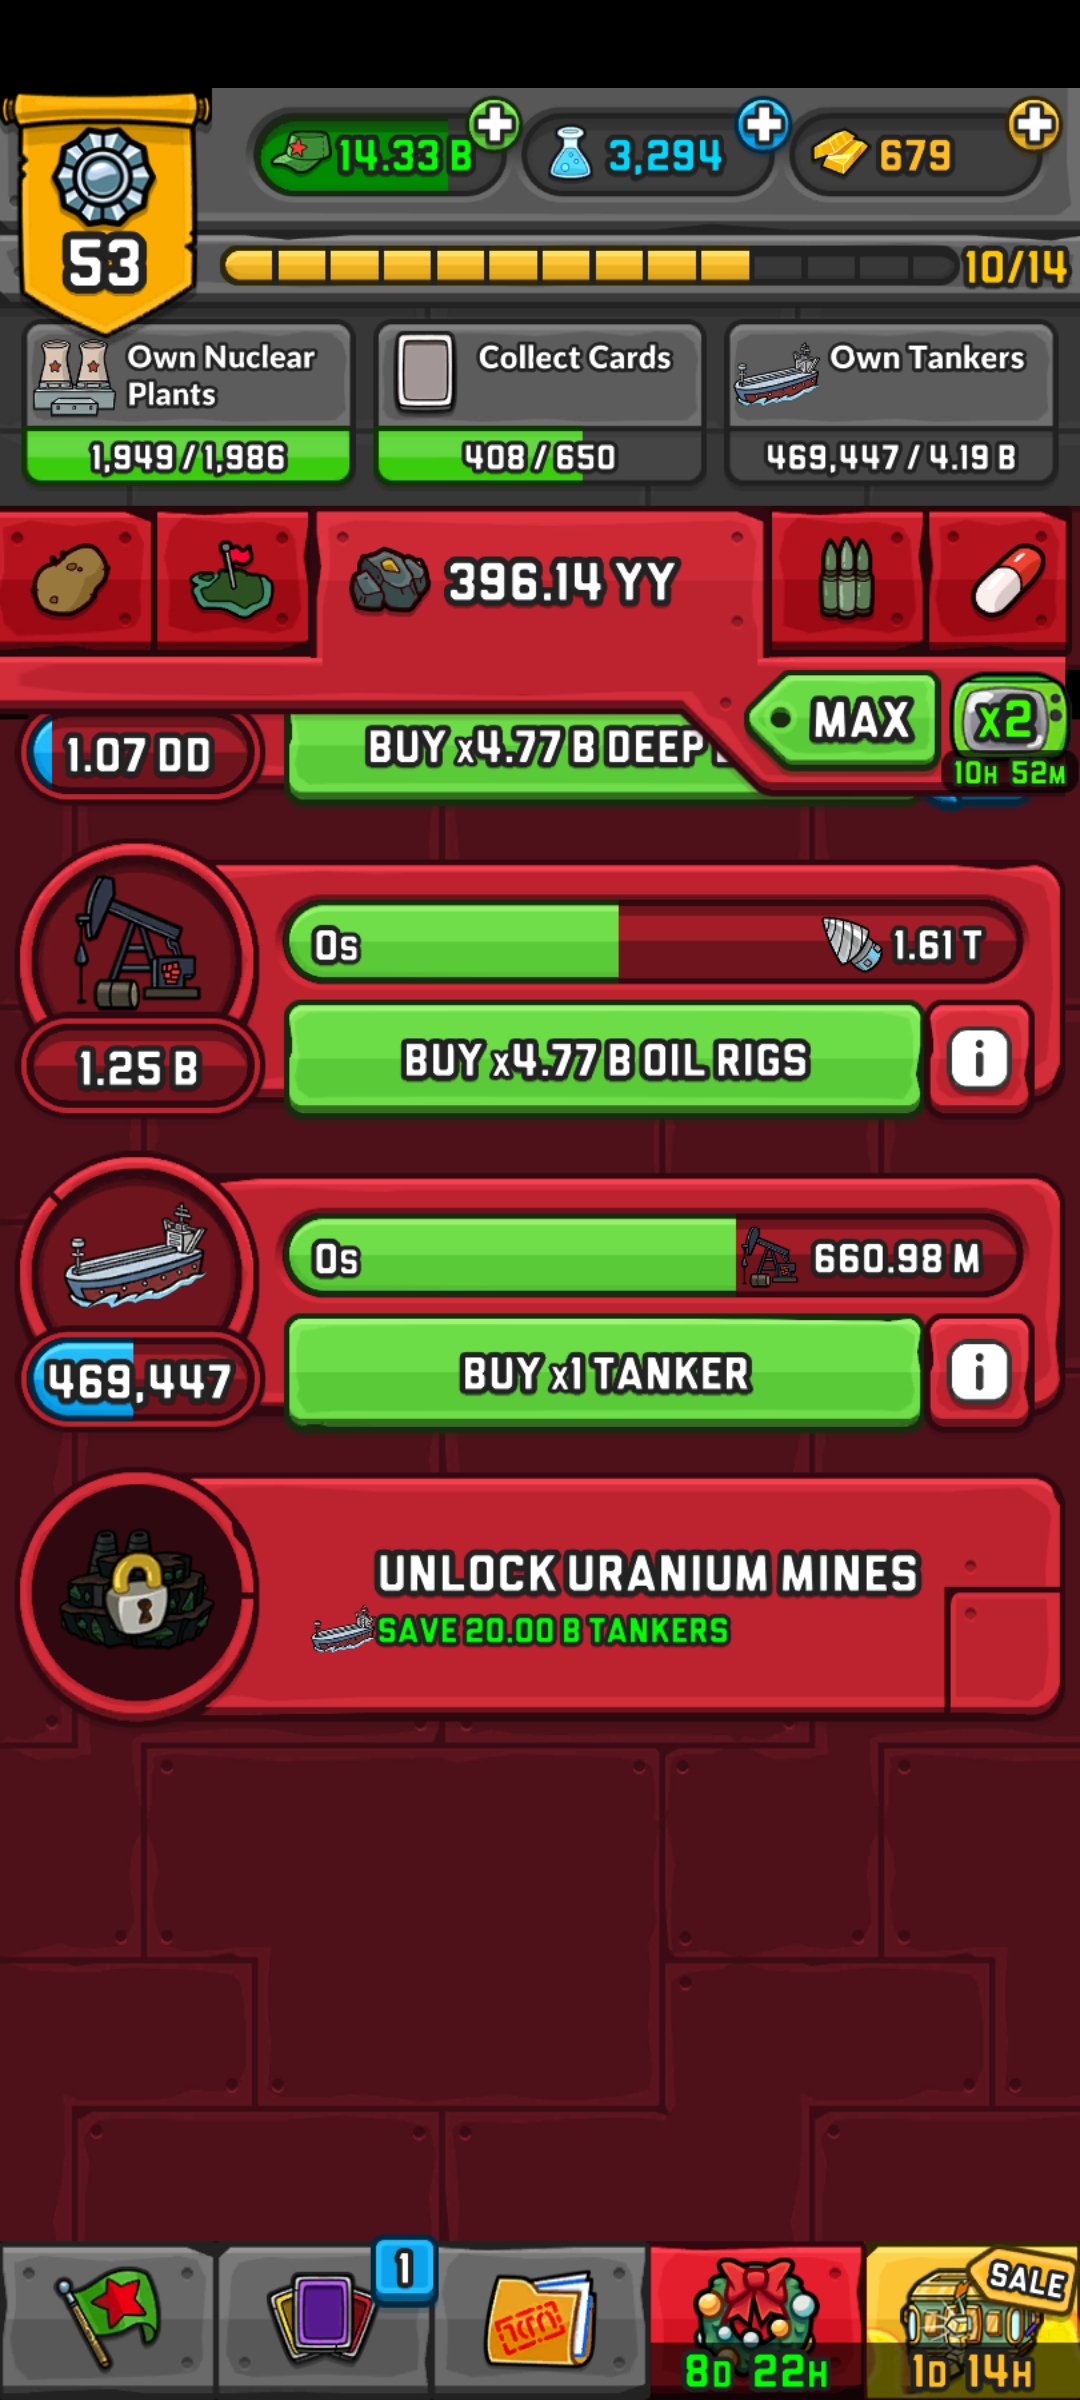 14.33 B
3,294
679
53
10/14
Own Nuclear
Plants
1,949/1,986
Collect Cards
408/650
Own Tankers
469,447/4.19 B
396.14 YY
MAX
x2
10H 52M
1.07 DD
BUY x4.77 B DEEP
0s
1.61 T
1.25 B
BUY x4.77 B OIL RIGS
i
0s
660.98 M
469,447
BUY x1 TANKER
i
UNLOCK URANIUM MINES
SAVE 20.00 B TANKERS
1
SALE
8D 22H
1D 14H